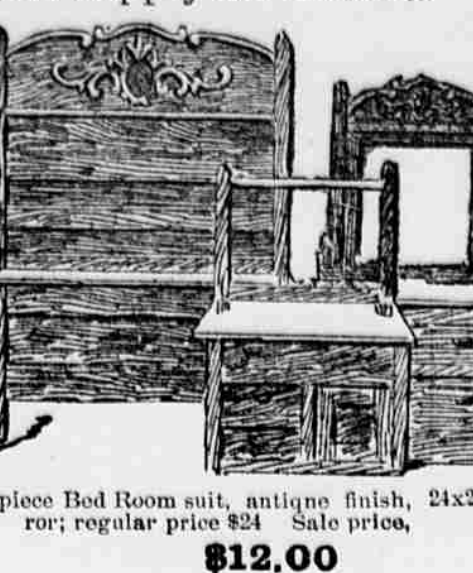 piece Bed Room suit, antiqne finish, 24x2
ror; regular price $24 Sale price,
$12.00